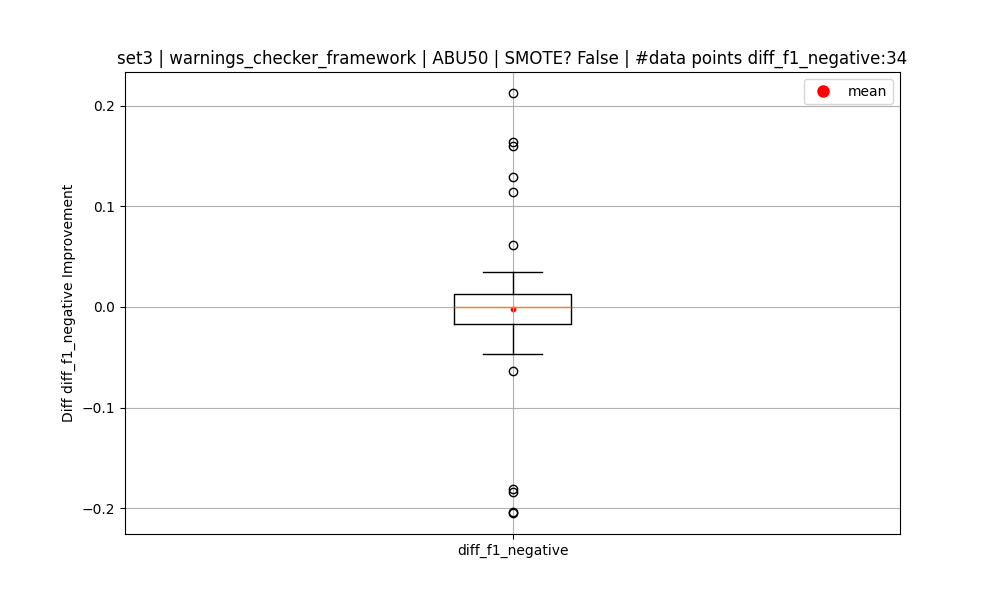 set3 | warnings_checker_framework | ABU50 | SMOTE? False | #data points diff_f1_negative:34
mean
0.2
0.1
0.0
−0.1
−0.2
Diff diff_f1_negative Improvement
diff_f1_negative